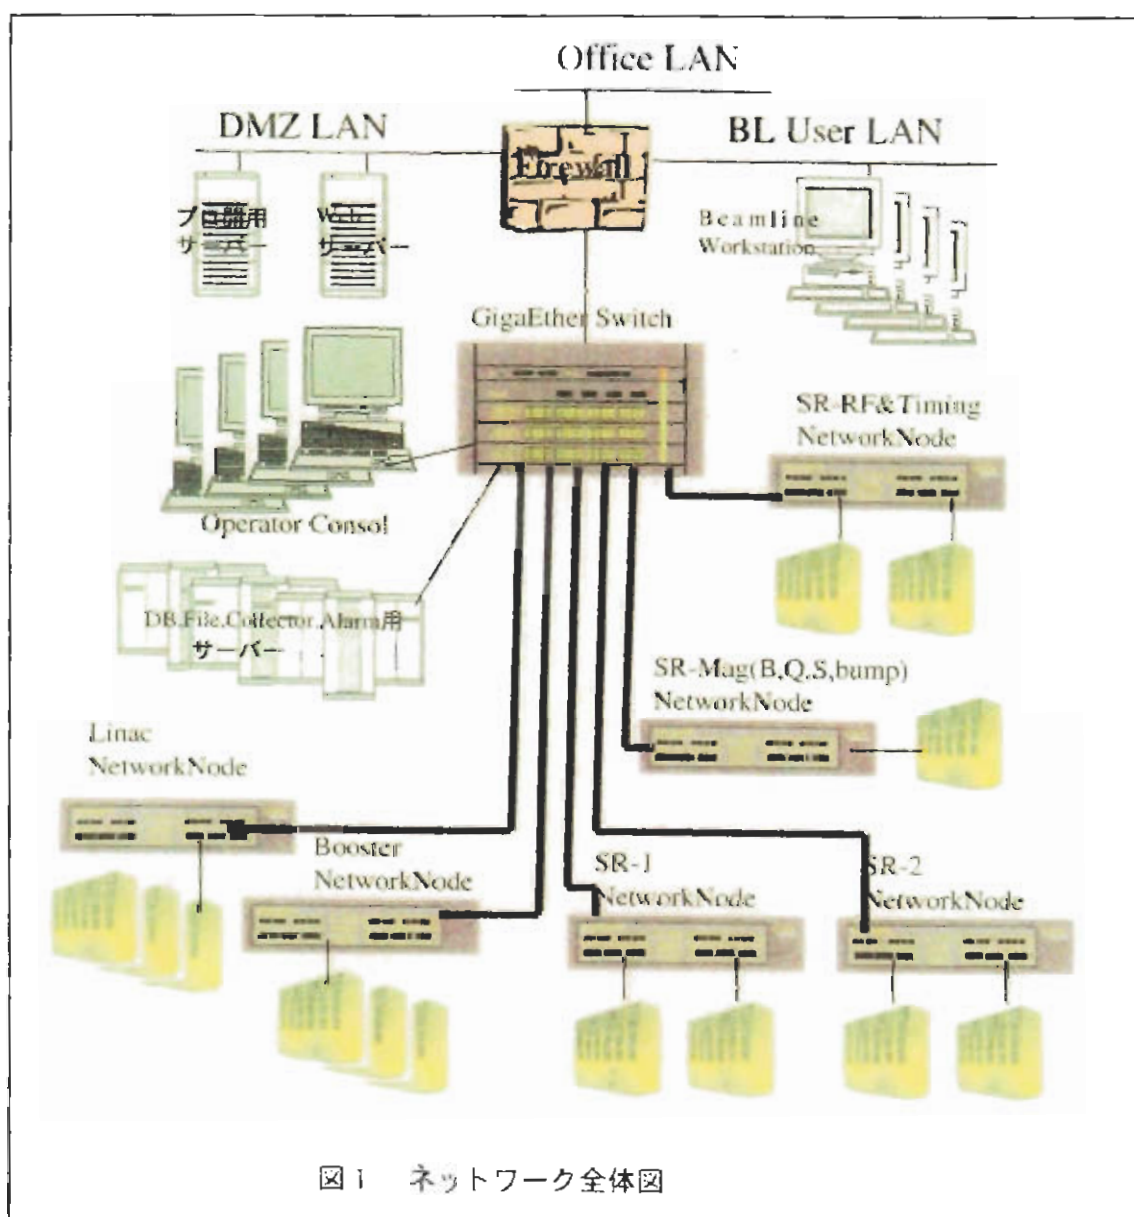 Office LAN
DMZ LAN
BL User LAN
Firewall
プロ開用
サーバー
Web
サーバー
Beamline
Workstation
GigaEther Switch
SR-RF&Timing
NetworkNode
Operator Consol
DB.File.Collector.Alarm用
サーバー
SR-Mag(B,Q,S,bump)
NetworkNode
Linac
NetworkNode
Booster
NetworkNode
SR-1
NetworkNode
SR-2
NetworkNode
図1 ネットワーク全体図